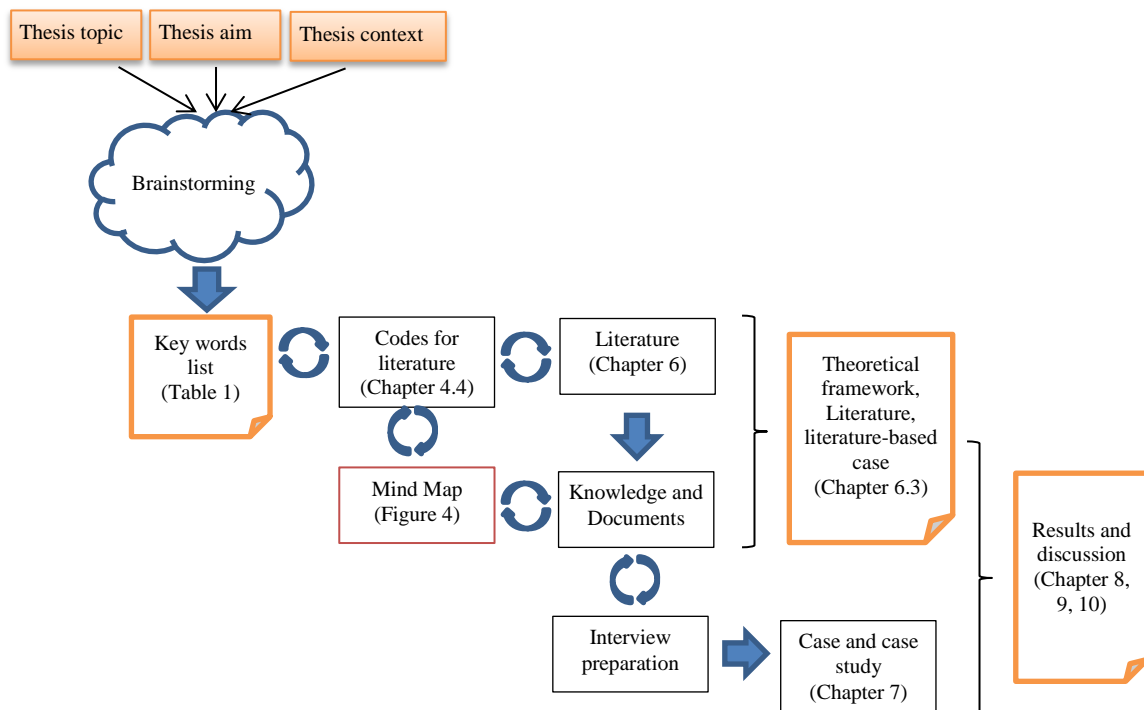 Thesis topic
Thesis aim
Thesis context
Brainstorming
Key words
list
(Table 1)
Codes for
literature
(Chapter 4.4)
Literature
(Chapter 6)
Theoretical
framework,
Literature,
literature-based
case
(Chapter 6.3)
Mind Map
(Figure 4)
Knowledge and
Documents
Results and
discussion
(Chapter 8,
9, 10)
Interview
preparation
Case and case
study
(Chapter 7)